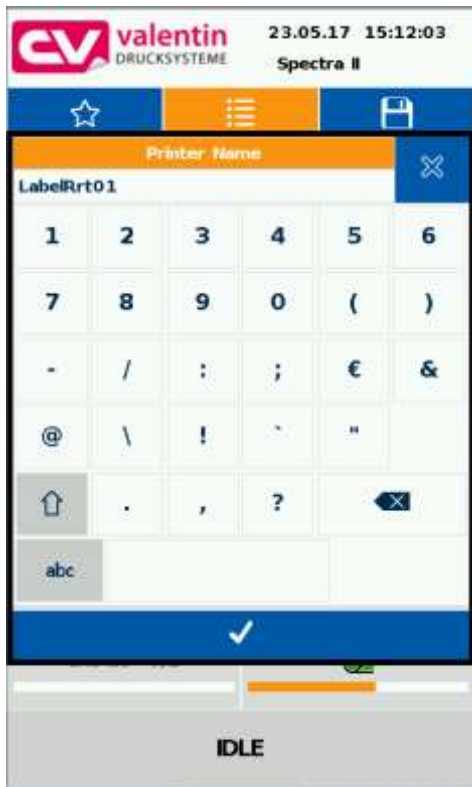 CV valentin 23.05.17 15:12:03
DRUCKSYSTEME Spectra II
Printer Name
LabelRrt01
1 2 3 4 5 6
7 8 9 0 ( )
- / : ; € &
@ \ ! ` "
. , ?
abc
IDLE